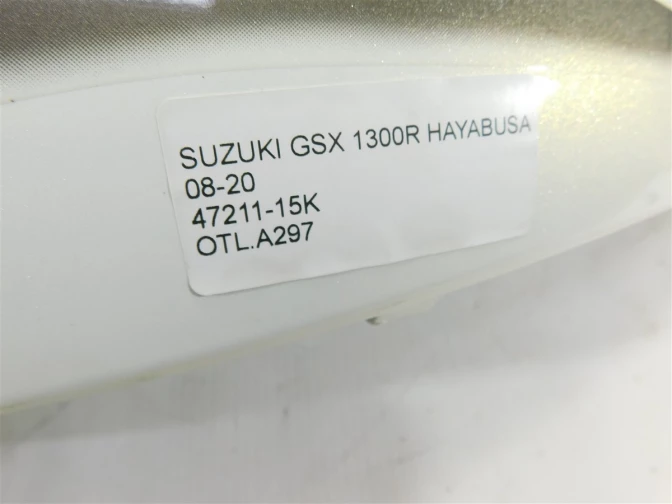 SUZUKI GSX 1300R HAYABUSA
08-20
47211-15K
OTL.A297